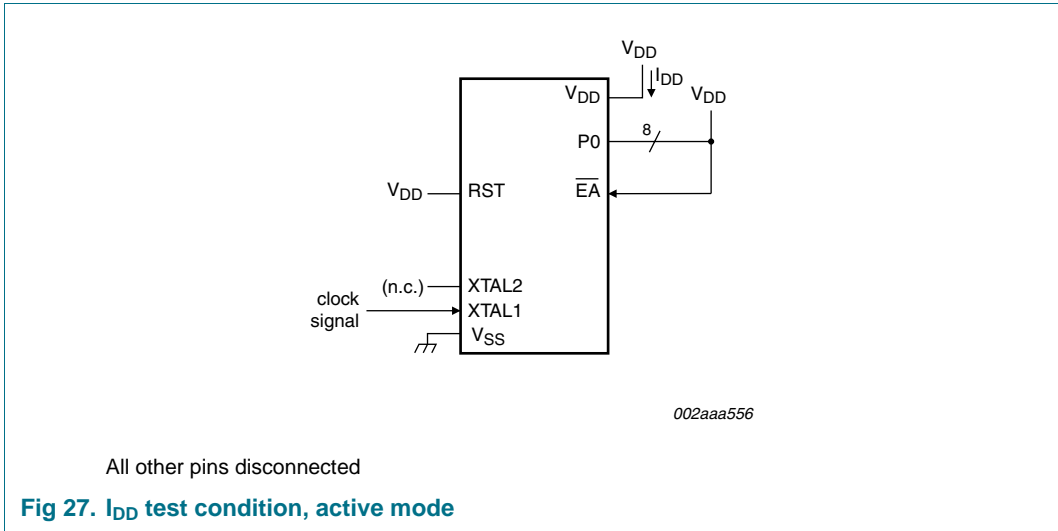 VDD
IDD
VDD
VDD
8
P0
VDD
RST
EA
(n.c.)
XTAL2
clock
signal
XTAL1
VSS
002aaa556
All other pins disconnected
Fig 27. IDD test condition, active mode